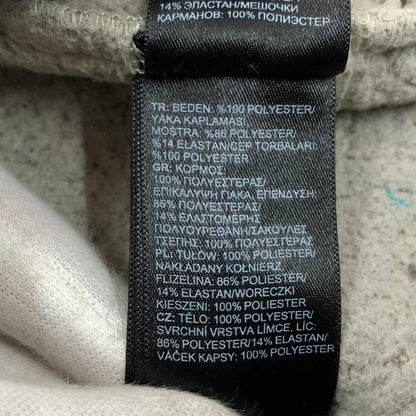 14% ЭЛАСТАН/МЕШОЧКИ
КАРМАНОВ: 100% ПОЛИЭСТЕР
TR: BEDEN: %100 POLYESTER/
YAKA KAPLAMASI
MOSTRA: %86 POLYESTER/
%14 ELASTAN/CEP TORBALARI:
%100 POLYESTER
GR: ΚΟΡΜΟΣ:
100% ΠΟΛΥΕΣΤΕΡΑΣ/
ΕΠΙΚΑΛΥΨΗ ΓΙΑΚΑ, ΕΠΕΝΔΥΣΗ:
86% ΠΟΛΥΕΣΤΕΡΑΣ/
14% ΕΛΑΣΤΟΜΕΡΗΣ
ΠΟΛΥΟΥΡΕΘΑΝΗ/ΣΑΚΟΥΛΕΣ
ΤΣΕΠΗΣ: 100% ΠΟΛΥΕΣΤΕΡΑΣ
PL: TUŁÓW: 100% POLIESTER/
NAKŁADANY KOŁNIERZ
FLIZELINA: 86% POLIESTER/
14% ELASTAN/WORECZKI
KIESZENI: 100% POLIESTER
CZ: TĚLO: 100% POLYESTER/
SVRCHNÍ VRSTVA LÍMCE, LÍC:
86% POLYESTER/14% ELASTAN/
VÁČEK KAPSY: 100% POLYESTER